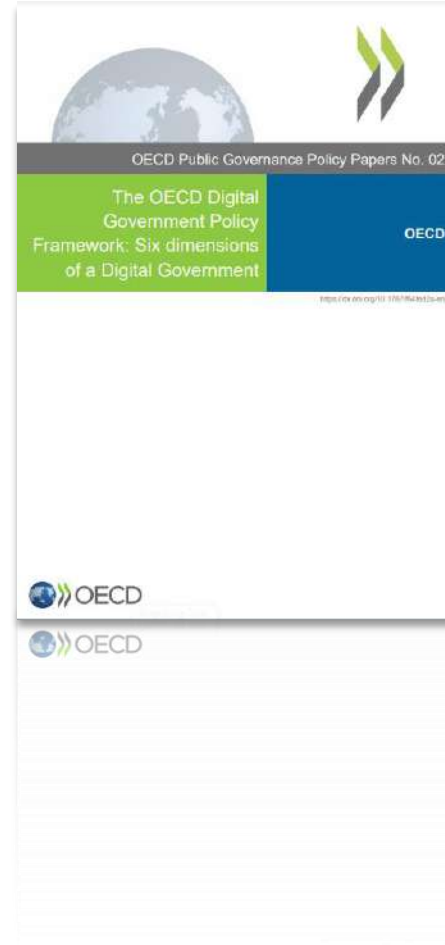 OECD Public Governance Policy Papers No. 02
The OECD Digital
Government Policy
Framework: Six dimensions
of a Digital Government
OECD
OECD
OECD